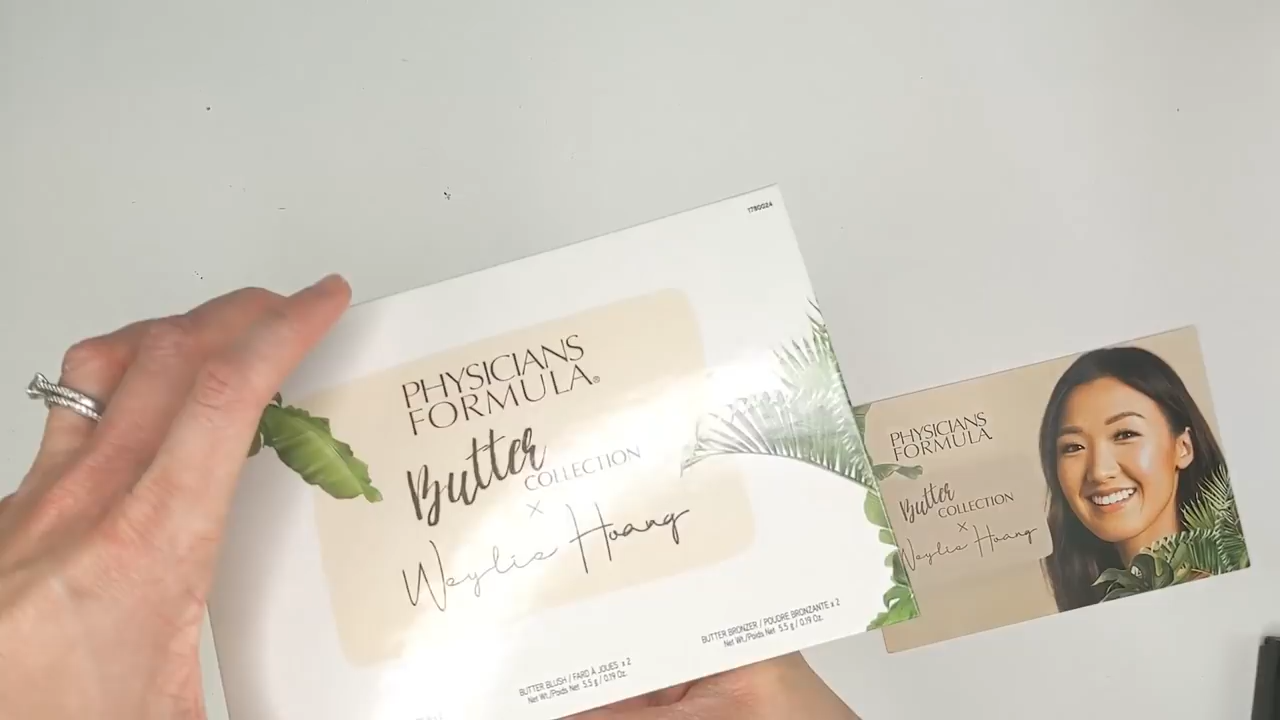 1780024
PHYSICIANS
FORMULA®
Butter
COLLECTION
×
Weylie Hoang
BUTTER BLUSH / FARD À JOUES x 2
Net Wt./Poids Net 5.5 g / 0.19 Oz.
BUTTER BRONZER / POUDRE BRONZANTE x 2
Net Wt./Poids Net 5.5 g / 0.19 Oz.
PHYSICIANS
FORMULA
Butter
COLLECTION
×
Weylie Hoang